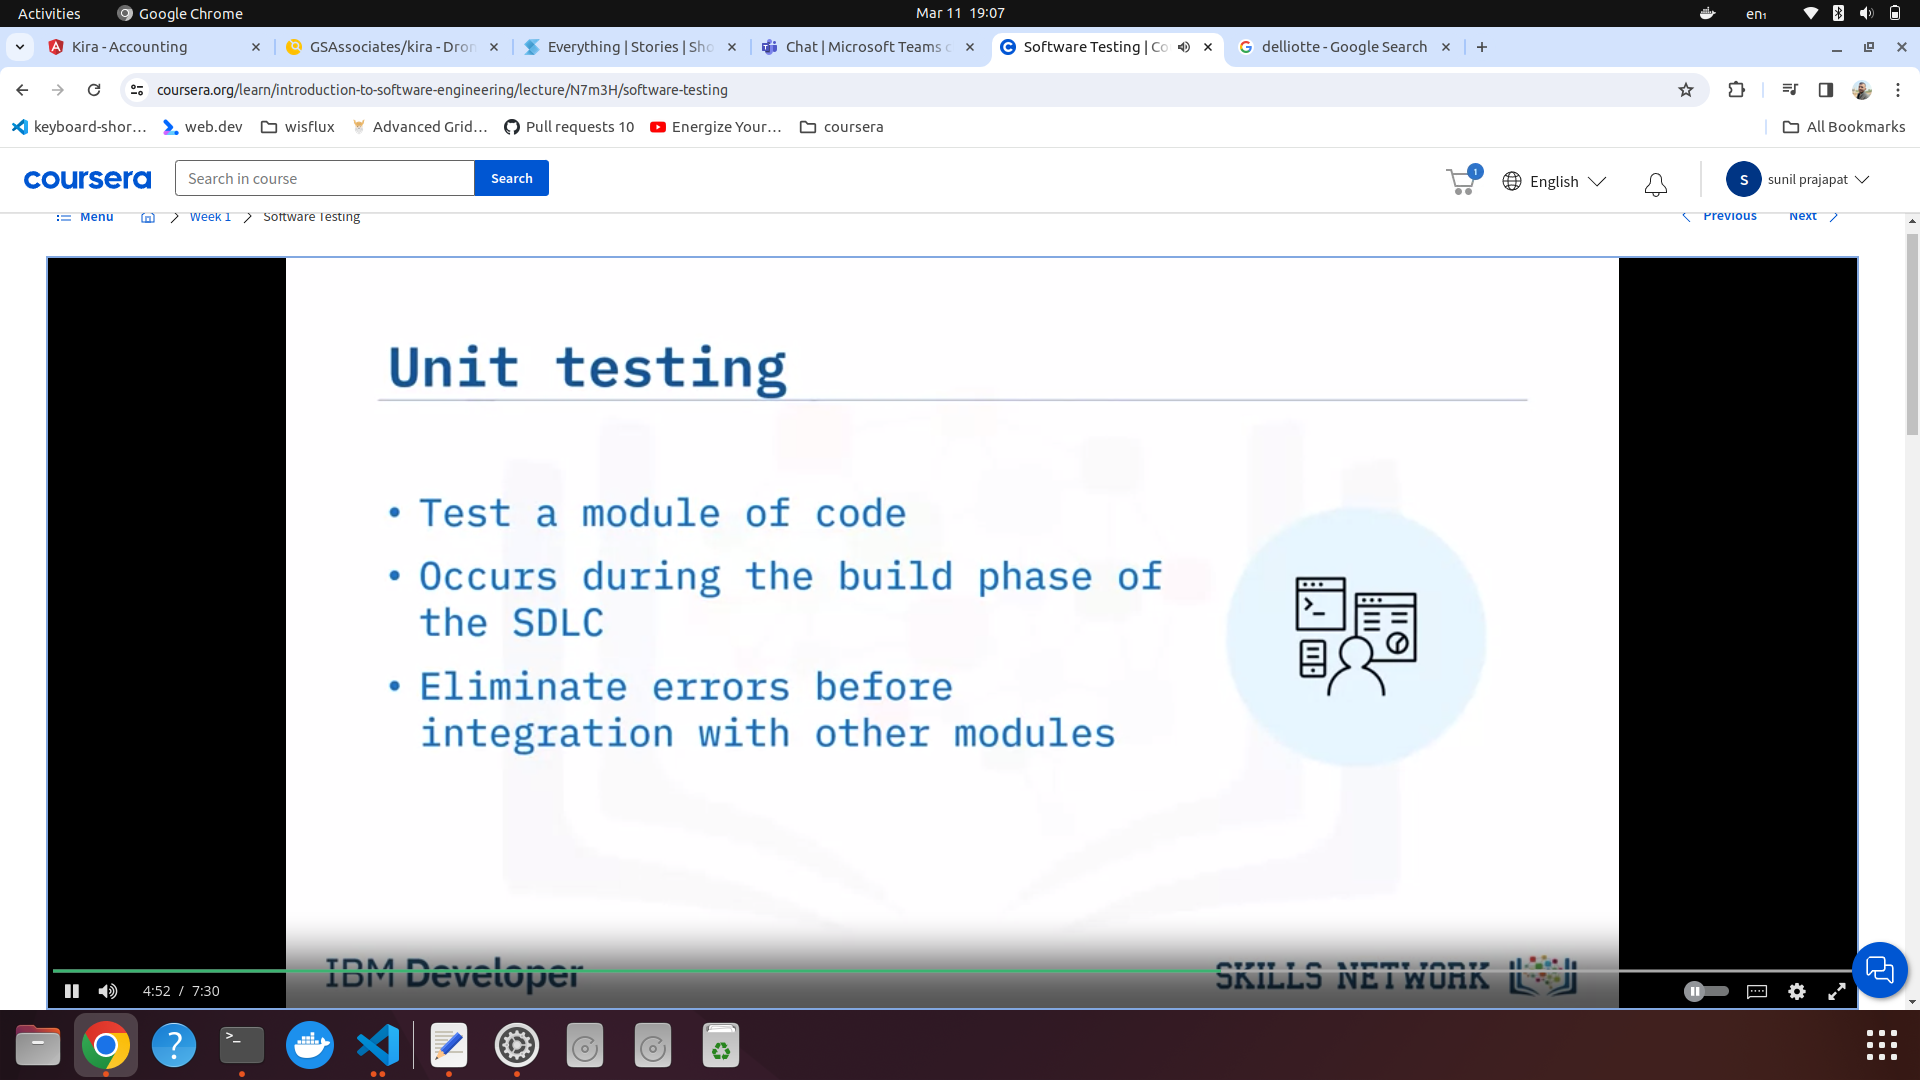 Activities
Google Chrome
Mar 11 19:07
en₁
Kira - Accounting
GSAssociates/kira - Dron
Everything | Stories | Sho
Chat | Microsoft Teams c
Software Testing | Co
delliotte - Google Search
coursera.org/learn/introduction-to-software-engineering/lecture/N7m3H/software-testing
keyboard-shor...
web.dev
wisflux
Advanced Grid...
Pull requests 10
Energize Your...
coursera
All Bookmarks
coursera
Search in course
Search
1
English
S
sunil prajapat
Menu
Week 1
Software Testing
Previous
Next
Unit testing
• Test a module of code
• Occurs during the build phase of
the SDLC
• Eliminate errors before
integration with other modules
IBM Developer
SKILLS NETWORK
4:52 / 7:30